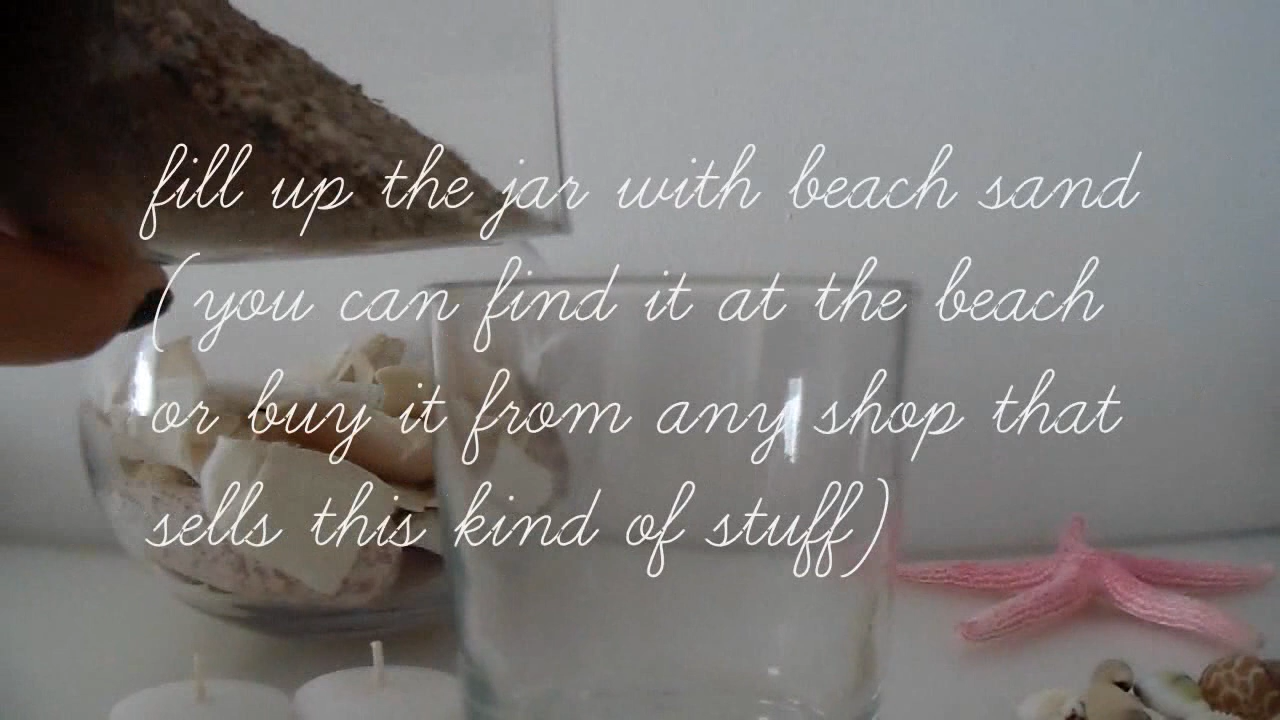 fill up the jar with beach sand
(you can find it at the beach
or buy it from any shop that
sells this kind of stuff)